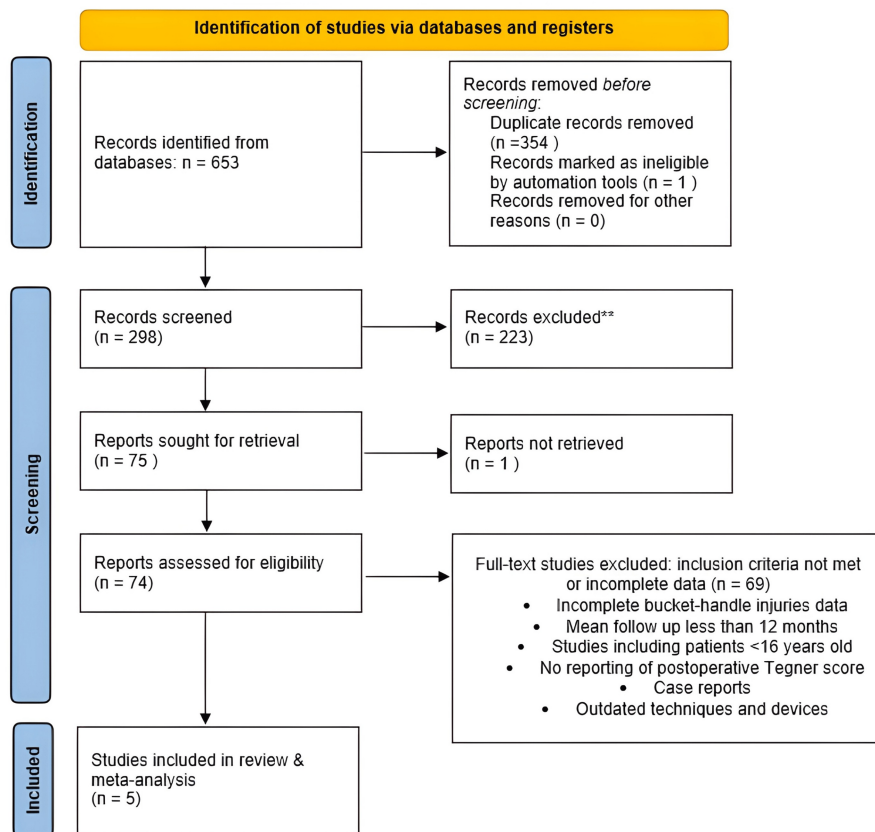 Identification of studies via databases and registers
Identification
Records identified from
databases: n = 653
Records removed before
screening:
Duplicate records removed
(n =354 )
Records marked as ineligible
by automation tools (n = 1 )
Records removed for other
reasons (n = 0)
Screening
Records screened
(n = 298)
Records excluded**
(n = 223)
Reports sought for retrieval
(n = 75 )
Reports not retrieved
(n = 1 )
Reports assessed for eligibility
(n = 74)
Full-text studies excluded: inclusion criteria not met
or incomplete data (n = 69)
• Incomplete bucket-handle injuries data
• Mean follow up less than 12 months
• Studies including patients <16 years old
• No reporting of postoperative Tegner score
• Case reports
• Outdated techniques and devices
Included
Studies included in review &
meta-analysis
(n = 5)